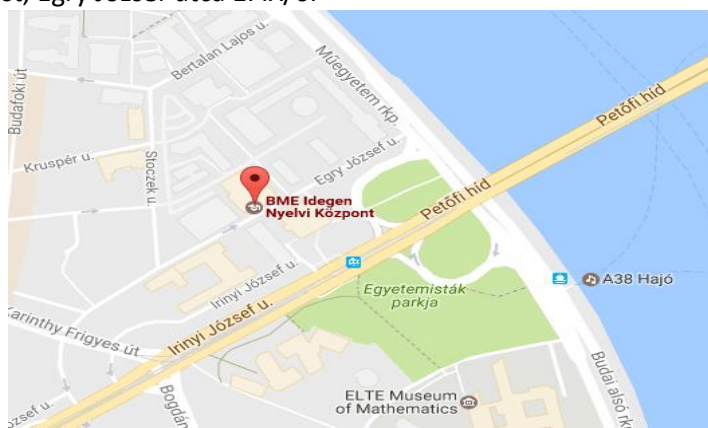 Egry József utca 1.
Bertalan Lajos u.
Műegyetem rkp.
Petőfi híd
Budafoki út
Kruspér u.
Stoczek u.
Egry József u.
BME Idegen
Nyelvi Központ
Petőfi híd
Irinyi József u.
Egyetemisták
parkja
A38 Hajó
Irinyi József u.
Karinthy Frigyes út
Bogdán
ELTE Museum
of Mathematics
Budai alsó rkp
zsef u.